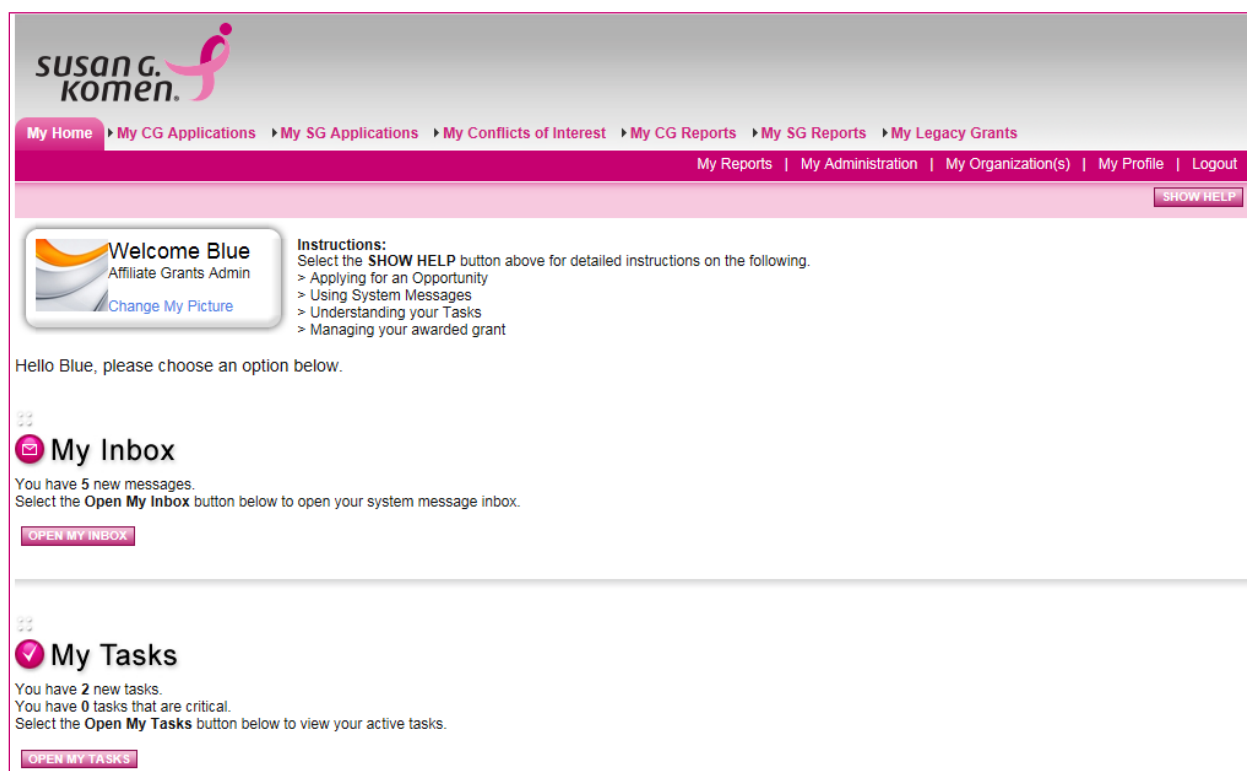 susan g.
komen.
My Home My CG Applications My SG Applications My Conflicts of Interest My CG Reports My SG Reports My Legacy Grants
My Reports | My Administration | My Organization(s) | My Profile | Logout
SHOW HELP
Welcome Blue
Affiliate Grants Admin
Change My Picture
Instructions:
Select the SHOW HELP button above for detailed instructions on the following.
> Applying for an Opportunity
> Using System Messages
> Understanding your Tasks
> Managing your awarded grant
Hello Blue, please choose an option below.
My Inbox
You have 5 new messages.
Select the Open My Inbox button below to open your system message inbox.
OPEN MY INBOX
My Tasks
You have 2 new tasks.
You have 0 tasks that are critical.
Select the Open My Tasks button below to view your active tasks.
OPEN MY TASKS